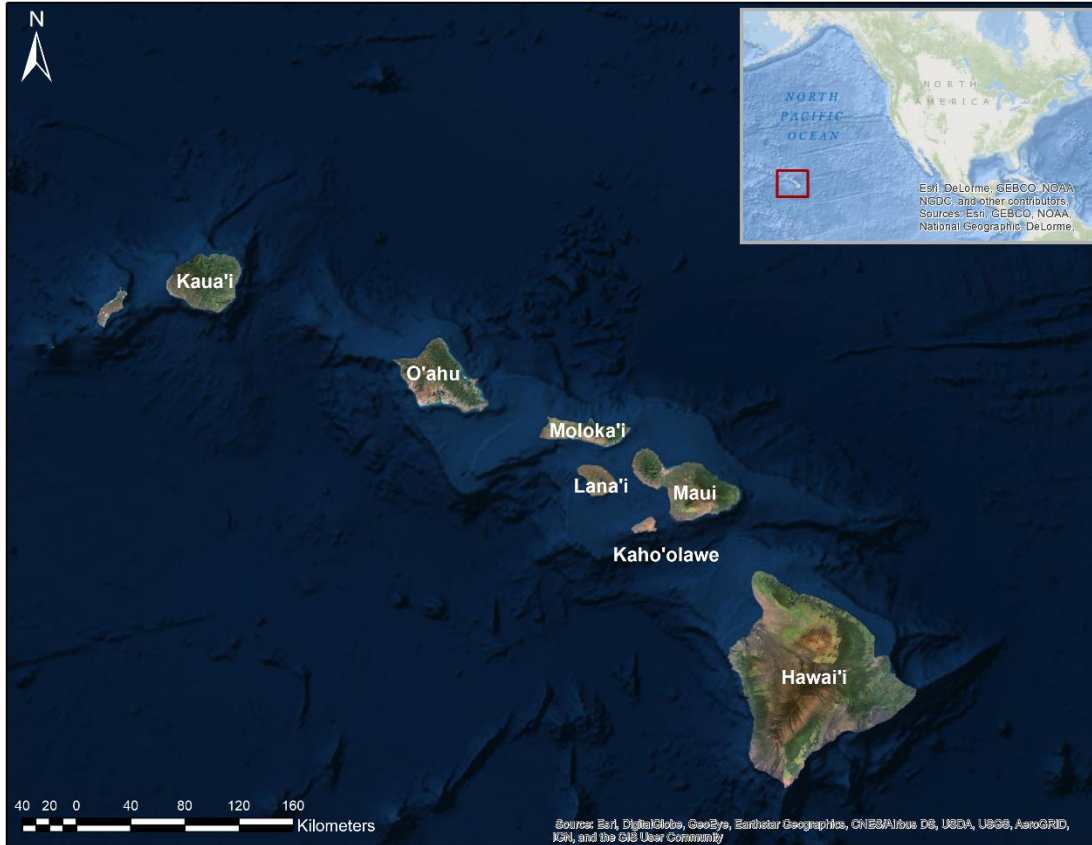 N
NORTH
AMERICA
NORTH
PACIFIC
OCEAN
Esri, DeLorme, GEBCO, NOAA
NGDC, and other contributors,
Sources: Esri, GEBCO, NOAA,
National Geographic, DeLorme,
Kaua'i
O'ahu
Moloka'i
Lana'i
Maui
Kaho'olawe
Hawai'i
40 20 0 40 80 120 160
Kilometers
Source: Esri, DigitalGlobe, GeoEye, Earthstar Geographics, CNES/Airbus DS, USDA, USGS, AeroGRID,
IGN, and the GIS User Community